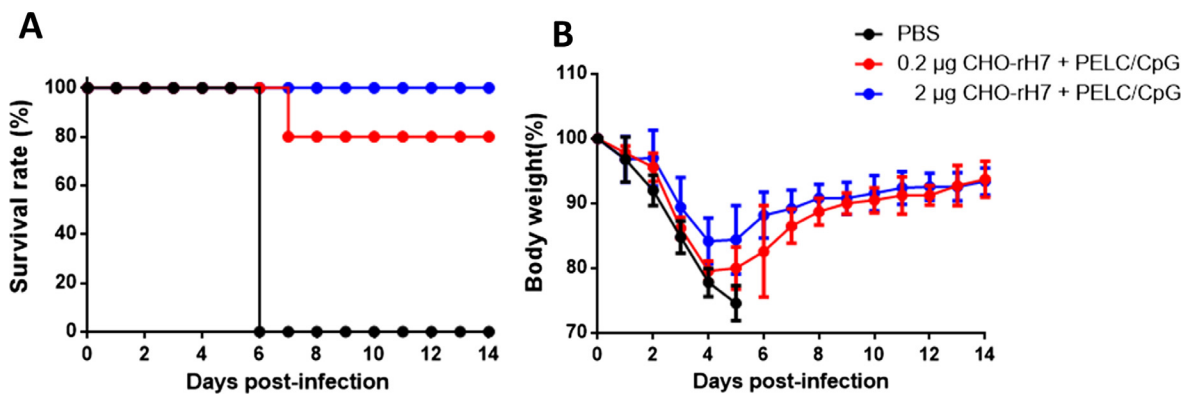 A
Survival rate (%)
100
80
60
40
20
0
0 2 4 6 8 10 12 14
Days post-infection
B
PBS
0.2 µg CHO-rH7 + PELC/CpG
2 µg CHO-rH7 + PELC/CpG
Body weight(%)
110
100
90
80
70
0 2 4 6 8 10 12 14
Days post-infection